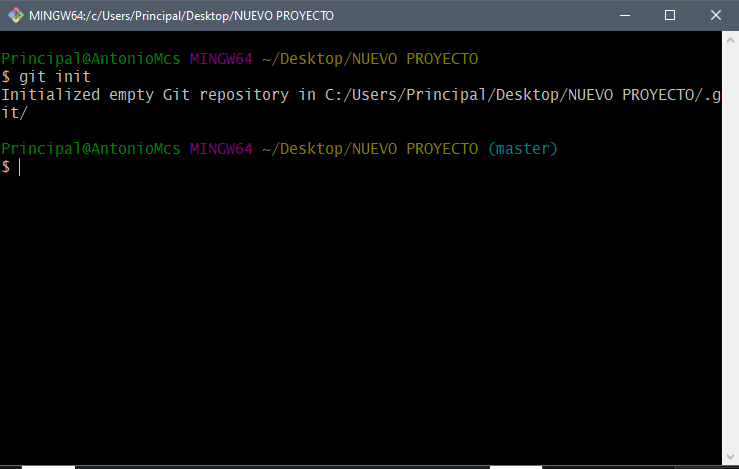 MINGW64:/c/Users/Principal/Desktop/NUEVO PROYECTO
Principal@AntonioMcs MINGW64 ~/Desktop/NUEVO PROYECTO
$ git init
Initialized empty Git repository in C:/Users/Principal/Desktop/NUEVO PROYECTO/.g
it/
Principal@AntonioMcs MINGW64 ~/Desktop/NUEVO PROYECTO (master)
$